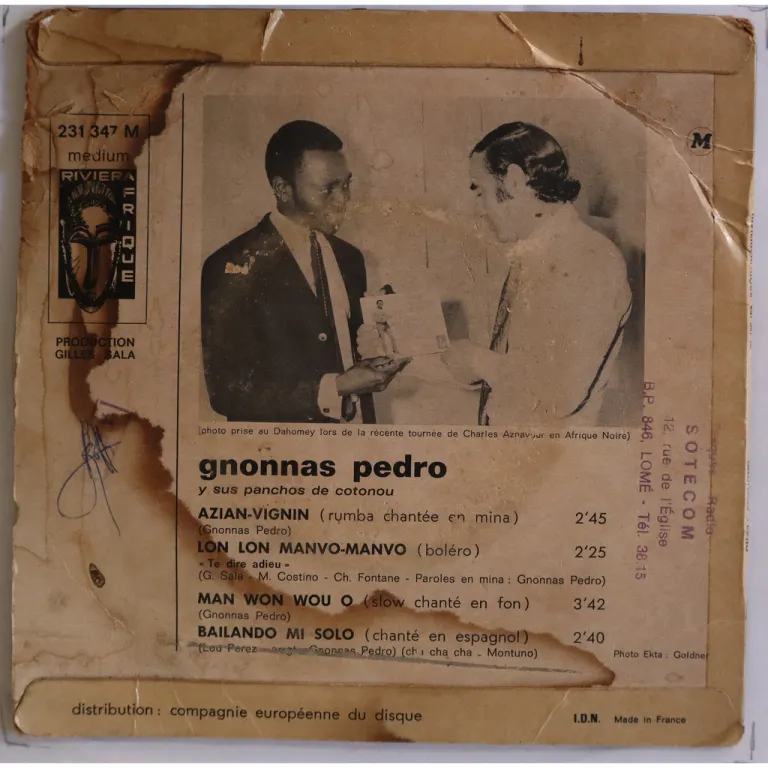 231 347 M
medium
RIVIERA
AFRIQUE
PRODUCTION
GILLES SALA
M
(photo prise au Dahomey lors de la récente tournée de Charles Aznavour en Afrique Noire)
gnonnas pedro
y sus panchos de cotonou
AZIAN-VIGNIN (rumba chantée en mina) 2'45
(Gnonnas Pedro)
LON LON MANVO-MANVO (boléro) 2'25
« Te dire adieu »
(G. Sala - M. Costino - Ch. Fontane - Paroles en mina : Gnonnas Pedro)
MAN WON WOU O (slow chanté en fon) 3'42
(Gnonnas Pedro)
BAILANDO MI SOLO (chanté en espagnol) 2'40
(Lou Perez - Gnonnas Pedro) (cha cha cha - Montuno)
Photo Ekta : Goldner
Radio
SOTECOM
12, rue de l'Église
B.P. 846, LOMÉ - Tél. 38.15
distribution : compagnie européenne du disque
I.D.N. Made in France